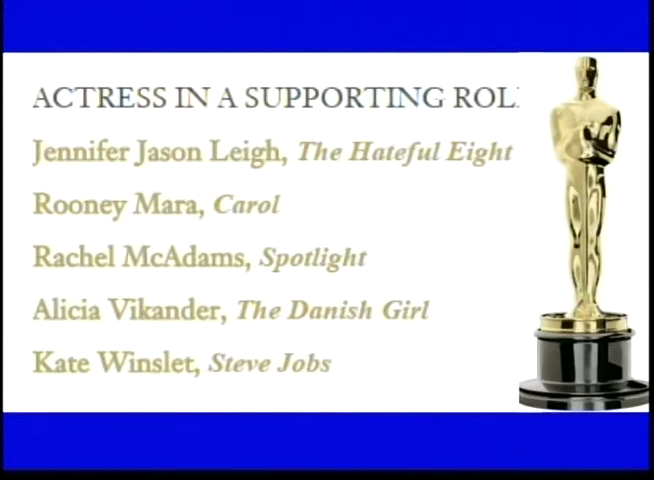 ACTRESS IN A SUPPORTING ROL
Jennifer Jason Leigh, The Hateful Eight
Rooney Mara, Carol
Rachel McAdams, Spotlight
Alicia Vikander, The Danish Girl
Kate Winslet, Steve Jobs